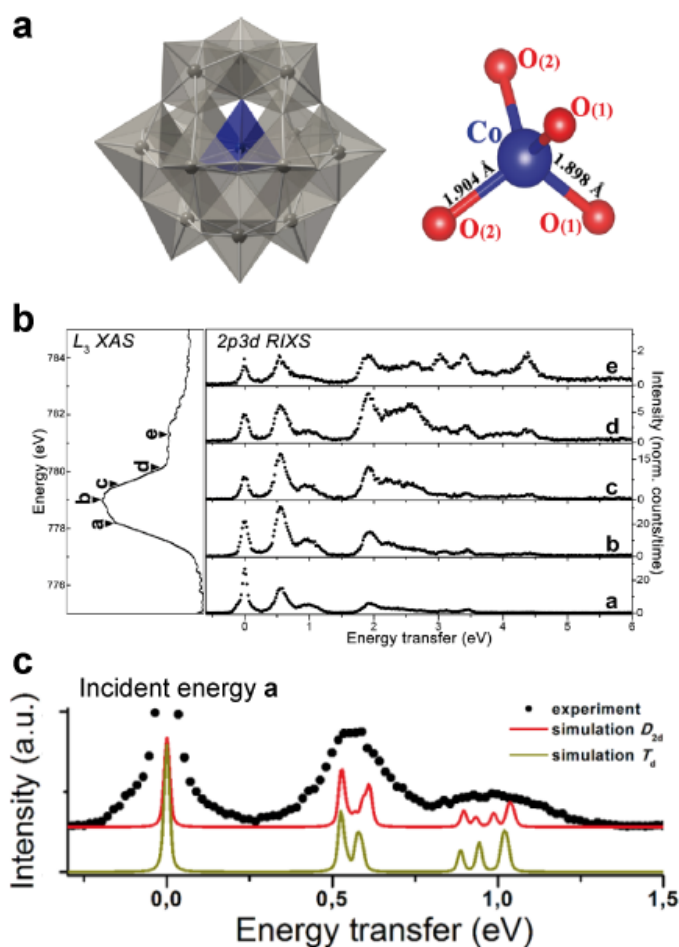 a
O(2)
O(1)
Co
1.904 Å
1.898 Å
O(2)
O(1)
b
L3 XAS
2p3d RIXS
Energy (eV)
784
782
780
778
776
e
d
c
b
a
e
d
c
b
a
2
0
5
0
15
0
20
0
20
0
Intensity (norm. counts/time)
0
1
2
3
4
5
6
Energy transfer (eV)
c
Incident energy a
experiment
simulation D2d
simulation Td
Intensity (a.u.)
0,0
0,5
1,0
1,5
Energy transfer (eV)